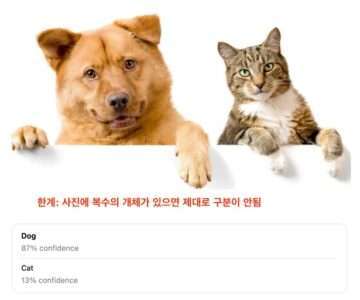 한계: 사진에 복수의 개체가 있으면 제대로 구분이 안됨
Dog
87% confidence
Cat
13% confidence